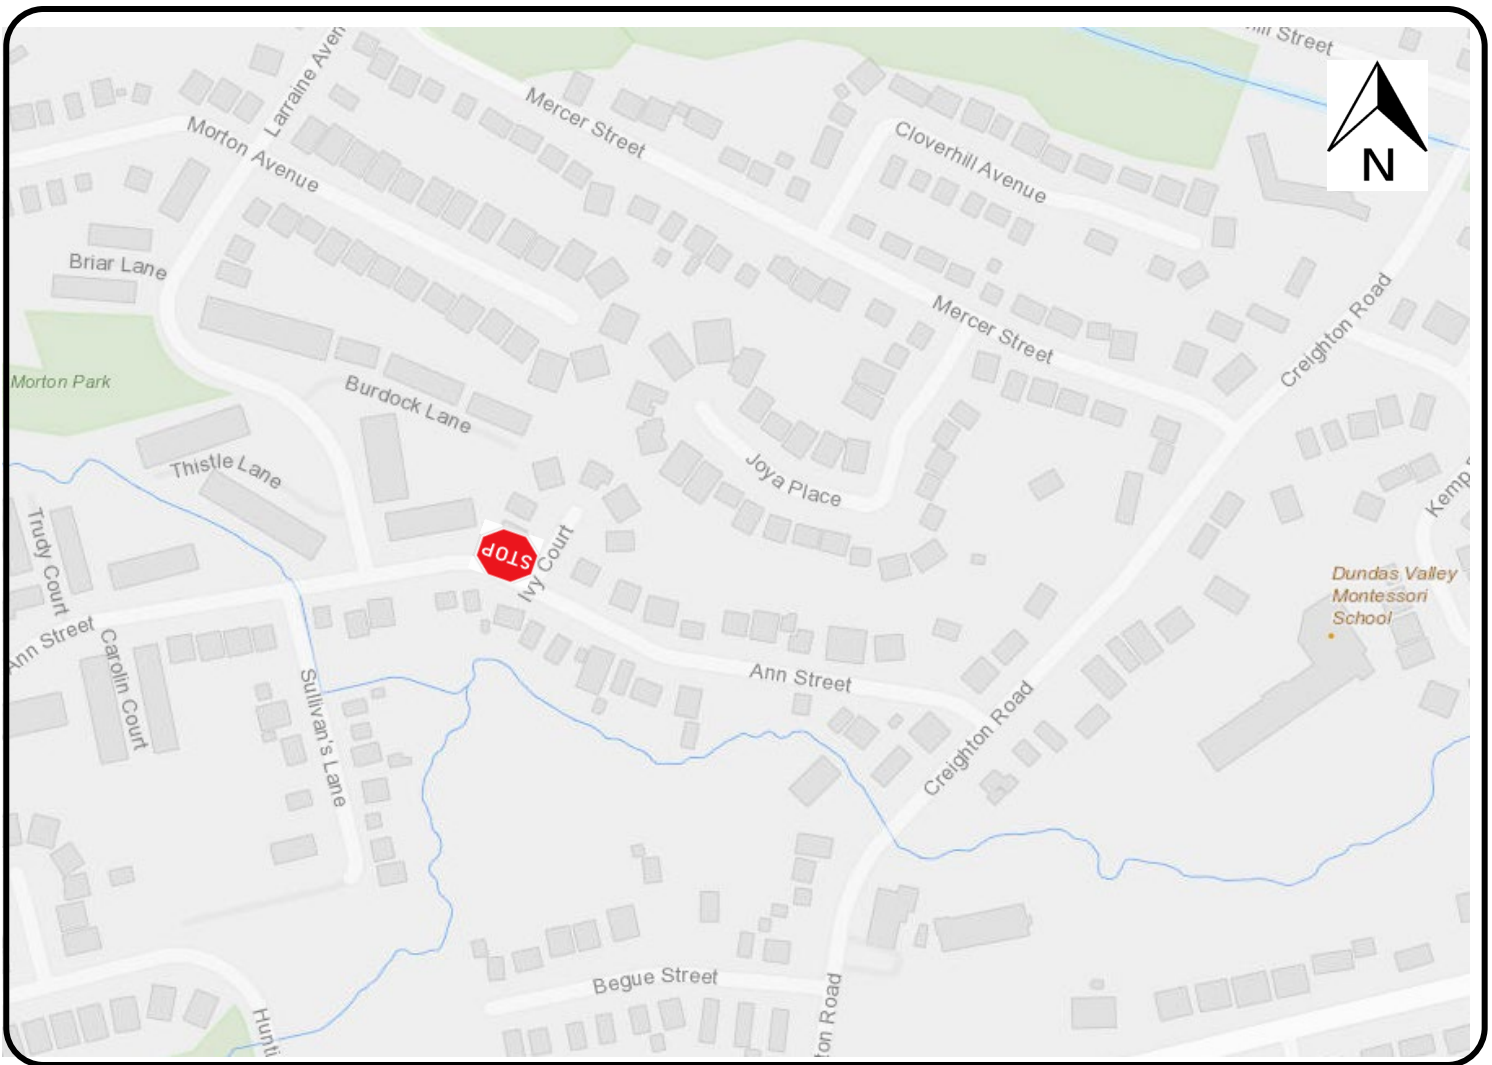 Larraine Aven
Mercer Street
Cloverhill Avenue
Morton Avenue
N
Briar Lane
Mercer Street
Creighton Road
Morton Park
Burdock Lane
Thistle Lane
Joya Place
Kemp
Trudy Court
STOP
Ivy Court
Dundas Valley
Montessori
School
Ann Street
Carolin Court
Sullivan's Lane
Ann Street
Creighton Road
Begue Street
Hunti
ton Road